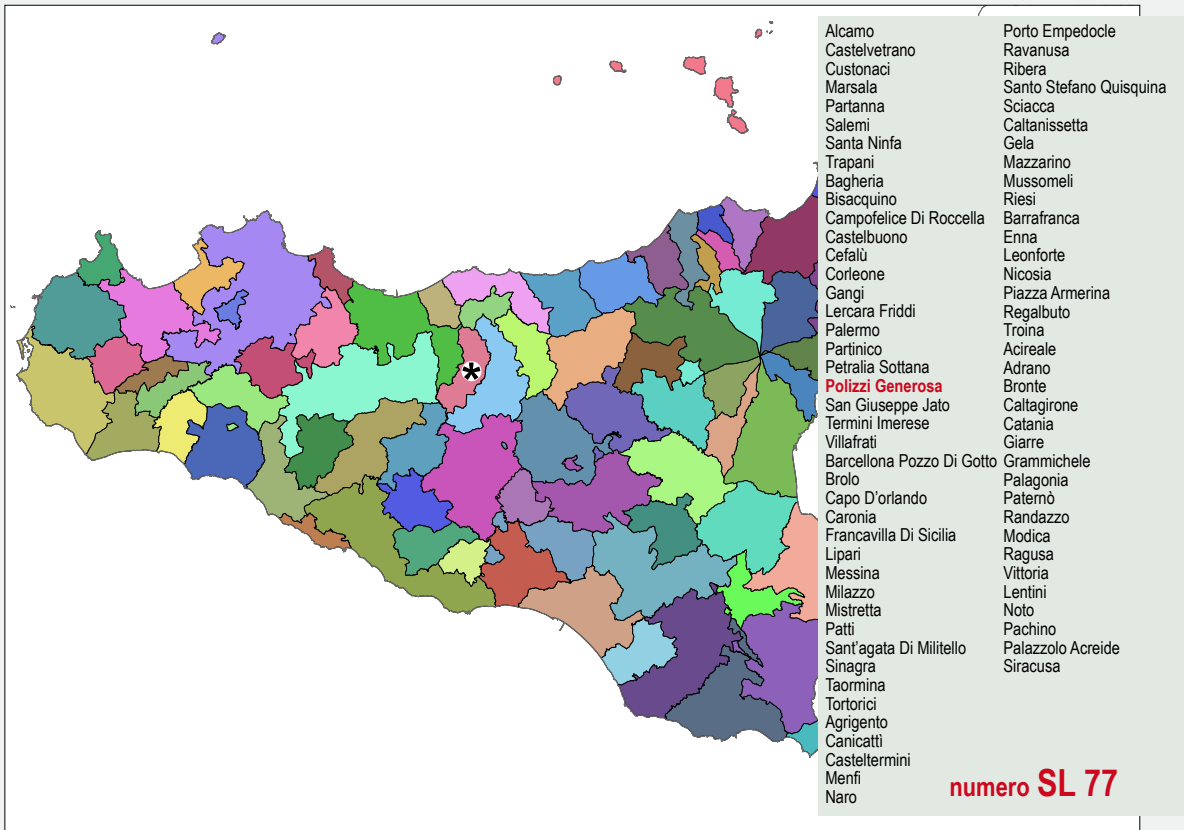 Alcamo
Castelvetrano
Custonaci
Marsala
Partanna
Salemi
Santa Ninfa
Trapani
Bagheria
Bisacquino
Campofelice Di Roccella
Castelbuono
Cefalù
Corleone
Gangi
Lercara Friddi
Palermo
Partinico
Petralia Sottana
Polizzi Generosa
San Giuseppe Jato
Termini Imerese
Villafrati
Barcellona Pozzo Di Gotto
Brolo
Capo D'orlando
Caronia
Francavilla Di Sicilia
Lipari
Messina
Milazzo
Mistretta
Patti
Sant'agata Di Militello
Sinagra
Taormina
Tortorici
Agrigento
Canicattì
Casteltermini
Menfi
Naro
Porto Empedocle
Ravanusa
Ribera
Santo Stefano Quisquina
Sciacca
Caltanissetta
Gela
Mazzarino
Mussomeli
Riesi
Barrafranca
Enna
Leonforte
Nicosia
Piazza Armerina
Regalbuto
Troina
Acireale
Adrano
Bronte
Caltagirone
Catania
Giarre
Grammichele
Palagonia
Paternò
Randazzo
Modica
Ragusa
Vittoria
Lentini
Noto
Pachino
Palazzolo Acreide
Siracusa
numero SL 77
*